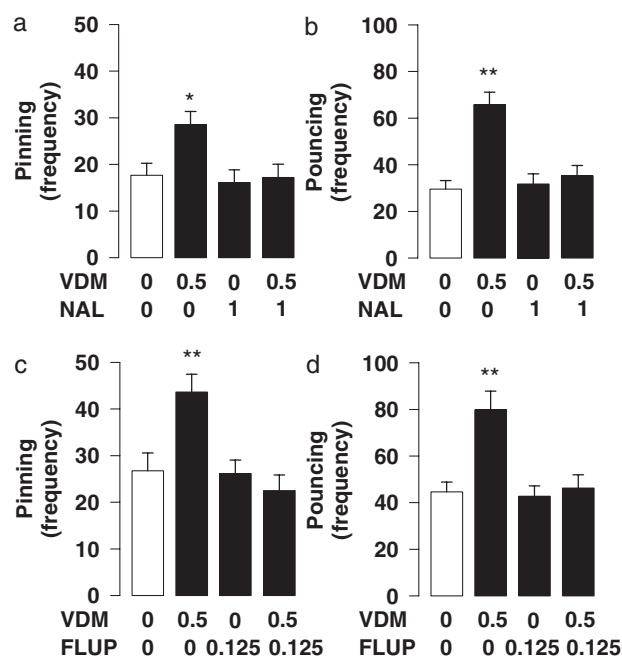 a
50
40
30
20
10
0
Pinning
(frequency)
*
VDM 0 0.5 0 0.5
NAL 0 0 1 1
b
100
80
60
40
20
0
Pouncing
(frequency)
**
VDM 0 0.5 0 0.5
NAL 0 0 1 1
c
50
40
30
20
10
0
Pinning
(frequency)
**
VDM 0 0.5 0 0.5
FLUP 0 0 0.125 0.125
d
100
80
60
40
20
0
Pouncing
(frequency)
**
VDM 0 0.5 0 0.5
FLUP 0 0 0.125 0.125